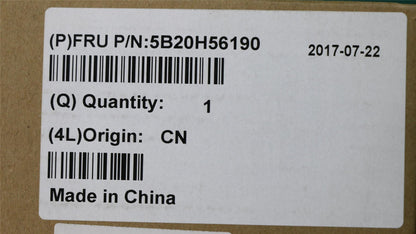 (P)FRU P/N:5B20H56190 2017-07-22
(Q) Quantity: 1
(4L)Origin: CN
Made in China